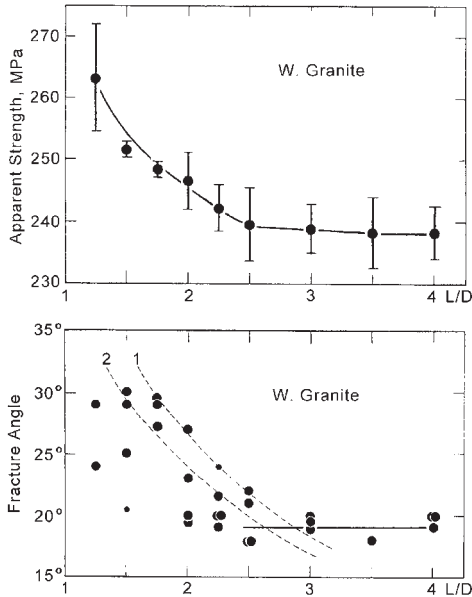 270
260
250
240
230
Apparent Strength, MPa
W. Granite
1
2
3
4 L/D
35°
30°
25°
20°
15°
Fracture Angle
2 1
W. Granite
1
2
3
4 L/D